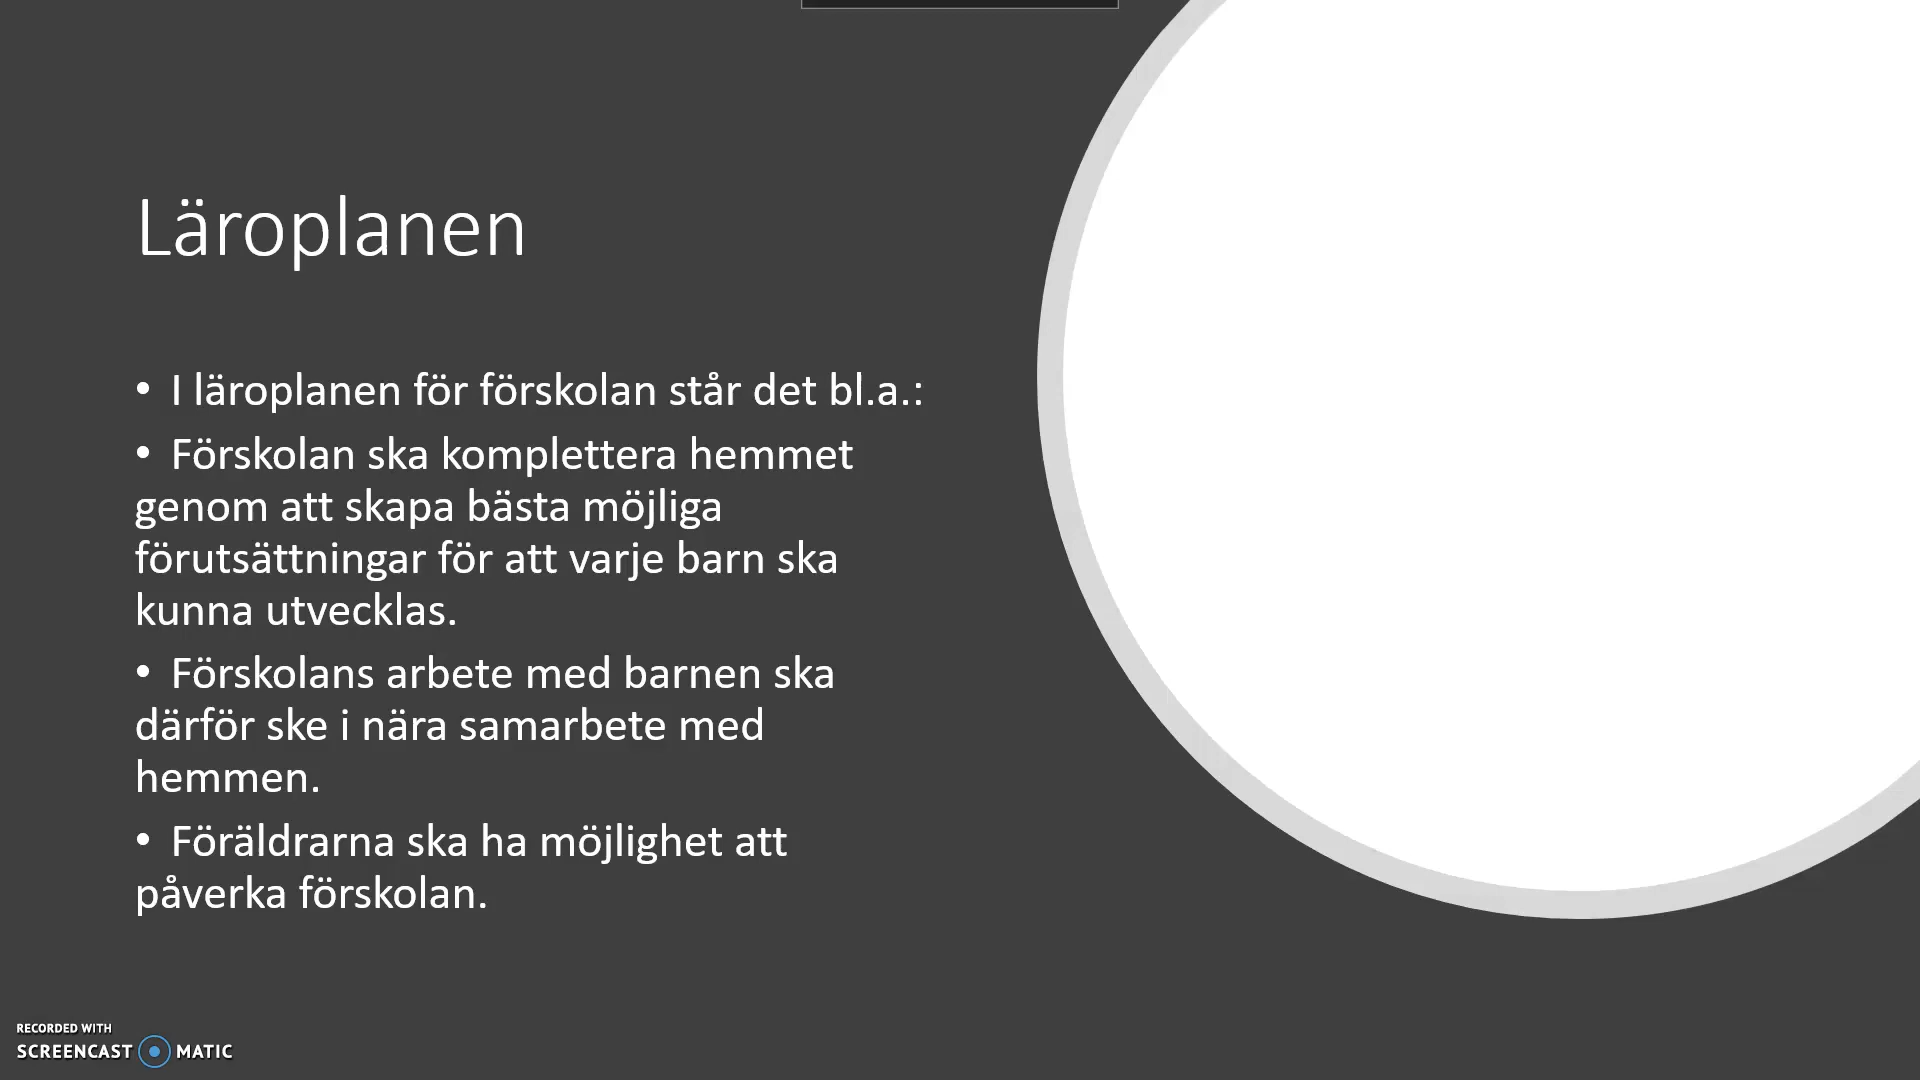 Läroplanen
• I läroplanen för förskolan står det bl.a.:
• Förskolan ska komplettera hemmet
genom att skapa bästa möjliga
förutsättningar för att varje barn ska
kunna utvecklas.
• Förskolans arbete med barnen ska
därför ske i nära samarbete med
hemmen.
• Föräldrarna ska ha möjlighet att
påverka förskolan.
RECORDED WITH
SCREENCAST MATIC